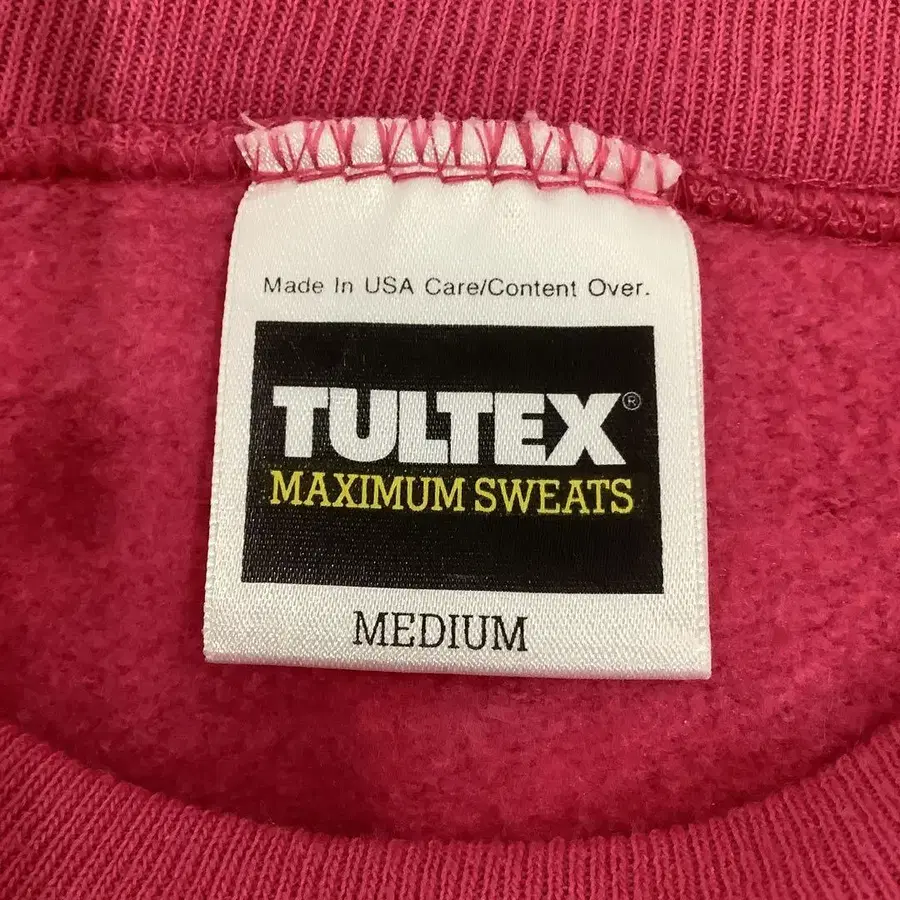 Made In USA Care/Content Over.
TULTEX®
MAXIMUM SWEATS
MEDIUM